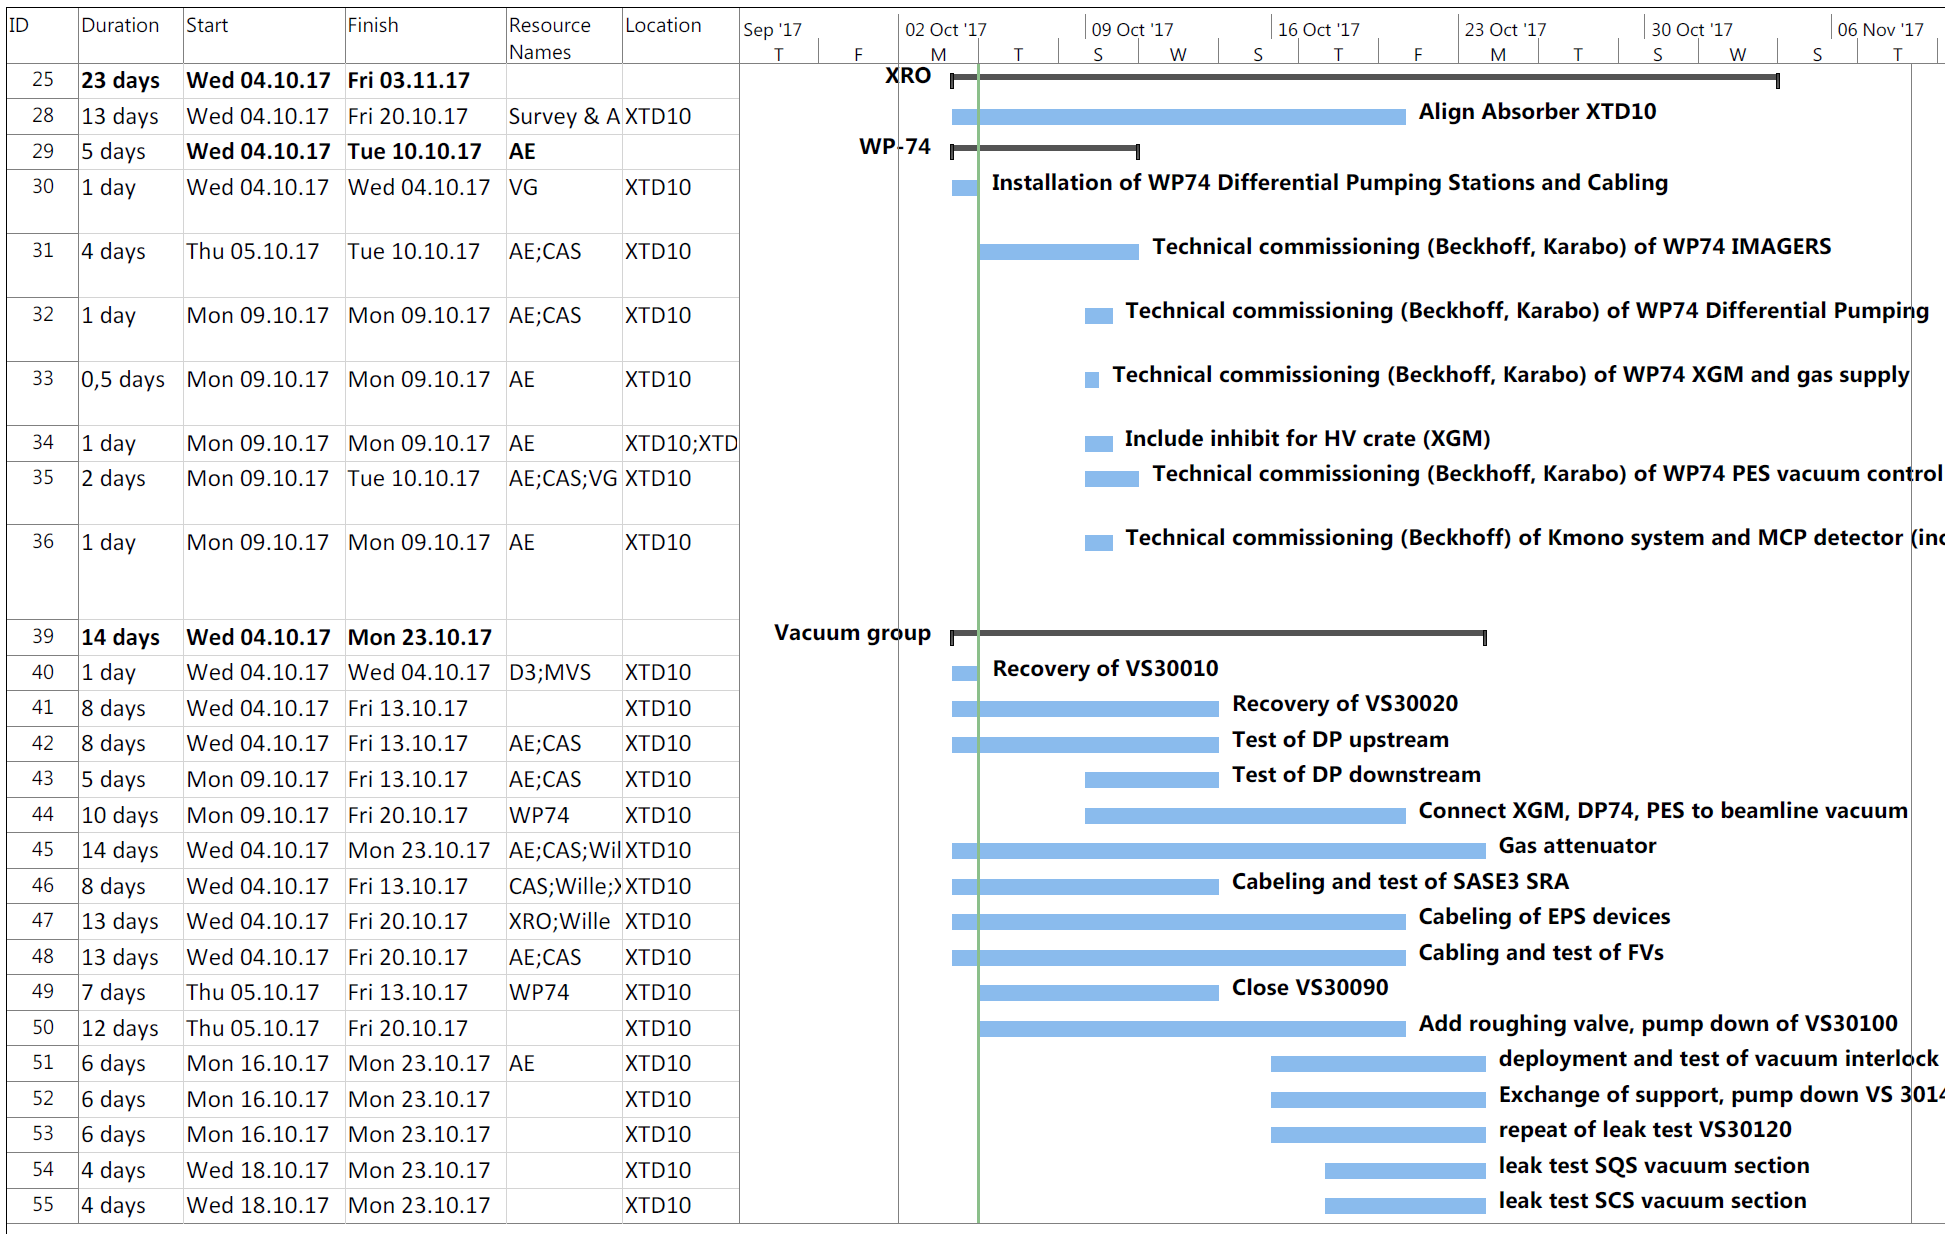 ID Duration Start Finish Resource Names Location Sep '17 02 Oct '17 09 Oct '17 16 Oct '17 23 Oct '17 30 Oct '17 06 Nov '17
T F M T S W S T F M T S W S T
25 23 days Wed 04.10.17 Fri 03.11.17 XRO
28 13 days Wed 04.10.17 Fri 20.10.17 Survey & A XTD10 Align Absorber XTD10
29 5 days Wed 04.10.17 Tue 10.10.17 AE WP-74
30 1 day Wed 04.10.17 Wed 04.10.17 VG XTD10 Installation of WP74 Differential Pumping Stations and Cabling
31 4 days Thu 05.10.17 Tue 10.10.17 AE;CAS XTD10 Technical commissioning (Beckhoff, Karabo) of WP74 IMAGERS
32 1 day Mon 09.10.17 Mon 09.10.17 AE;CAS XTD10 Technical commissioning (Beckhoff, Karabo) of WP74 Differential Pumping
33 0,5 days Mon 09.10.17 Mon 09.10.17 AE XTD10 Technical commissioning (Beckhoff, Karabo) of WP74 XGM and gas supply
34 1 day Mon 09.10.17 Mon 09.10.17 AE XTD10;XTD Include inhibit for HV crate (XGM)
35 2 days Mon 09.10.17 Tue 10.10.17 AE;CAS;VG XTD10 Technical commissioning (Beckhoff, Karabo) of WP74 PES vacuum control
36 1 day Mon 09.10.17 Mon 09.10.17 AE XTD10 Technical commissioning (Beckhoff) of Kmono system and MCP detector (inc
39 14 days Wed 04.10.17 Mon 23.10.17 Vacuum group
40 1 day Wed 04.10.17 Wed 04.10.17 D3;MVS XTD10 Recovery of VS30010
41 8 days Wed 04.10.17 Fri 13.10.17 XTD10 Recovery of VS30020
42 8 days Wed 04.10.17 Fri 13.10.17 AE;CAS XTD10 Test of DP upstream
43 5 days Mon 09.10.17 Fri 13.10.17 AE;CAS XTD10 Test of DP downstream
44 10 days Mon 09.10.17 Fri 20.10.17 WP74 XTD10 Connect XGM, DP74, PES to beamline vacuum
45 14 days Wed 04.10.17 Mon 23.10.17 AE;CAS;Wil XTD10 Gas attenuator
46 8 days Wed 04.10.17 Fri 13.10.17 CAS;Wille;X XTD10 Cabeling and test of SASE3 SRA
47 13 days Wed 04.10.17 Fri 20.10.17 XRO;Wille XTD10 Cabeling of EPS devices
48 13 days Wed 04.10.17 Fri 20.10.17 AE;CAS XTD10 Cabling and test of FVs
49 7 days Thu 05.10.17 Fri 13.10.17 WP74 XTD10 Close VS30090
50 12 days Thu 05.10.17 Fri 20.10.17 XTD10 Add roughing valve, pump down of VS30100
51 6 days Mon 16.10.17 Mon 23.10.17 AE XTD10 deployment and test of vacuum interlock
52 6 days Mon 16.10.17 Mon 23.10.17 XTD10 Exchange of support, pump down VS 3014
53 6 days Mon 16.10.17 Mon 23.10.17 XTD10 repeat of leak test VS30120
54 4 days Wed 18.10.17 Mon 23.10.17 XTD10 leak test SQS vacuum section
55 4 days Wed 18.10.17 Mon 23.10.17 XTD10 leak test SCS vacuum section